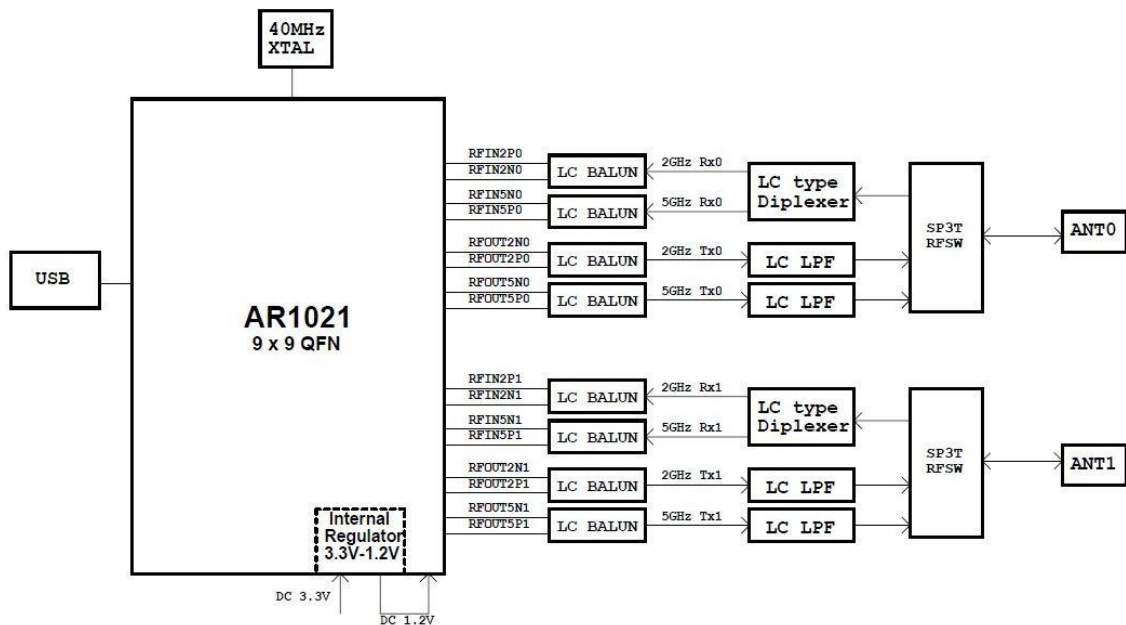 40MHz
XTAL
RFIN2P0
RFIN2N0
LC BALUN
2GHz Rx0
LC type
Diplexer
RFIN5N0
RFIN5P0
LC BALUN
5GHz Rx0
SP3T
RFSW
ANT0
RFOUT2N0
RFOUT2P0
LC BALUN
2GHz Tx0
LC LPF
RFOUT5N0
RFOUT5P0
LC BALUN
5GHz Tx0
LC LPF
USB
AR1021
9 x 9 QFN
RFIN2P1
RFIN2N1
LC BALUN
2GHz Rx1
LC type
Diplexer
RFIN5N1
RFIN5P1
LC BALUN
5GHz Rx1
SP3T
RFSW
ANT1
RFOUT2N1
RFOUT2P1
LC BALUN
2GHz Tx1
LC LPF
RFOUT5N1
RFOUT5P1
LC BALUN
5GHz Tx1
LC LPF
Internal
Regulator
3.3V-1.2V
DC 3.3V
DC 1.2V